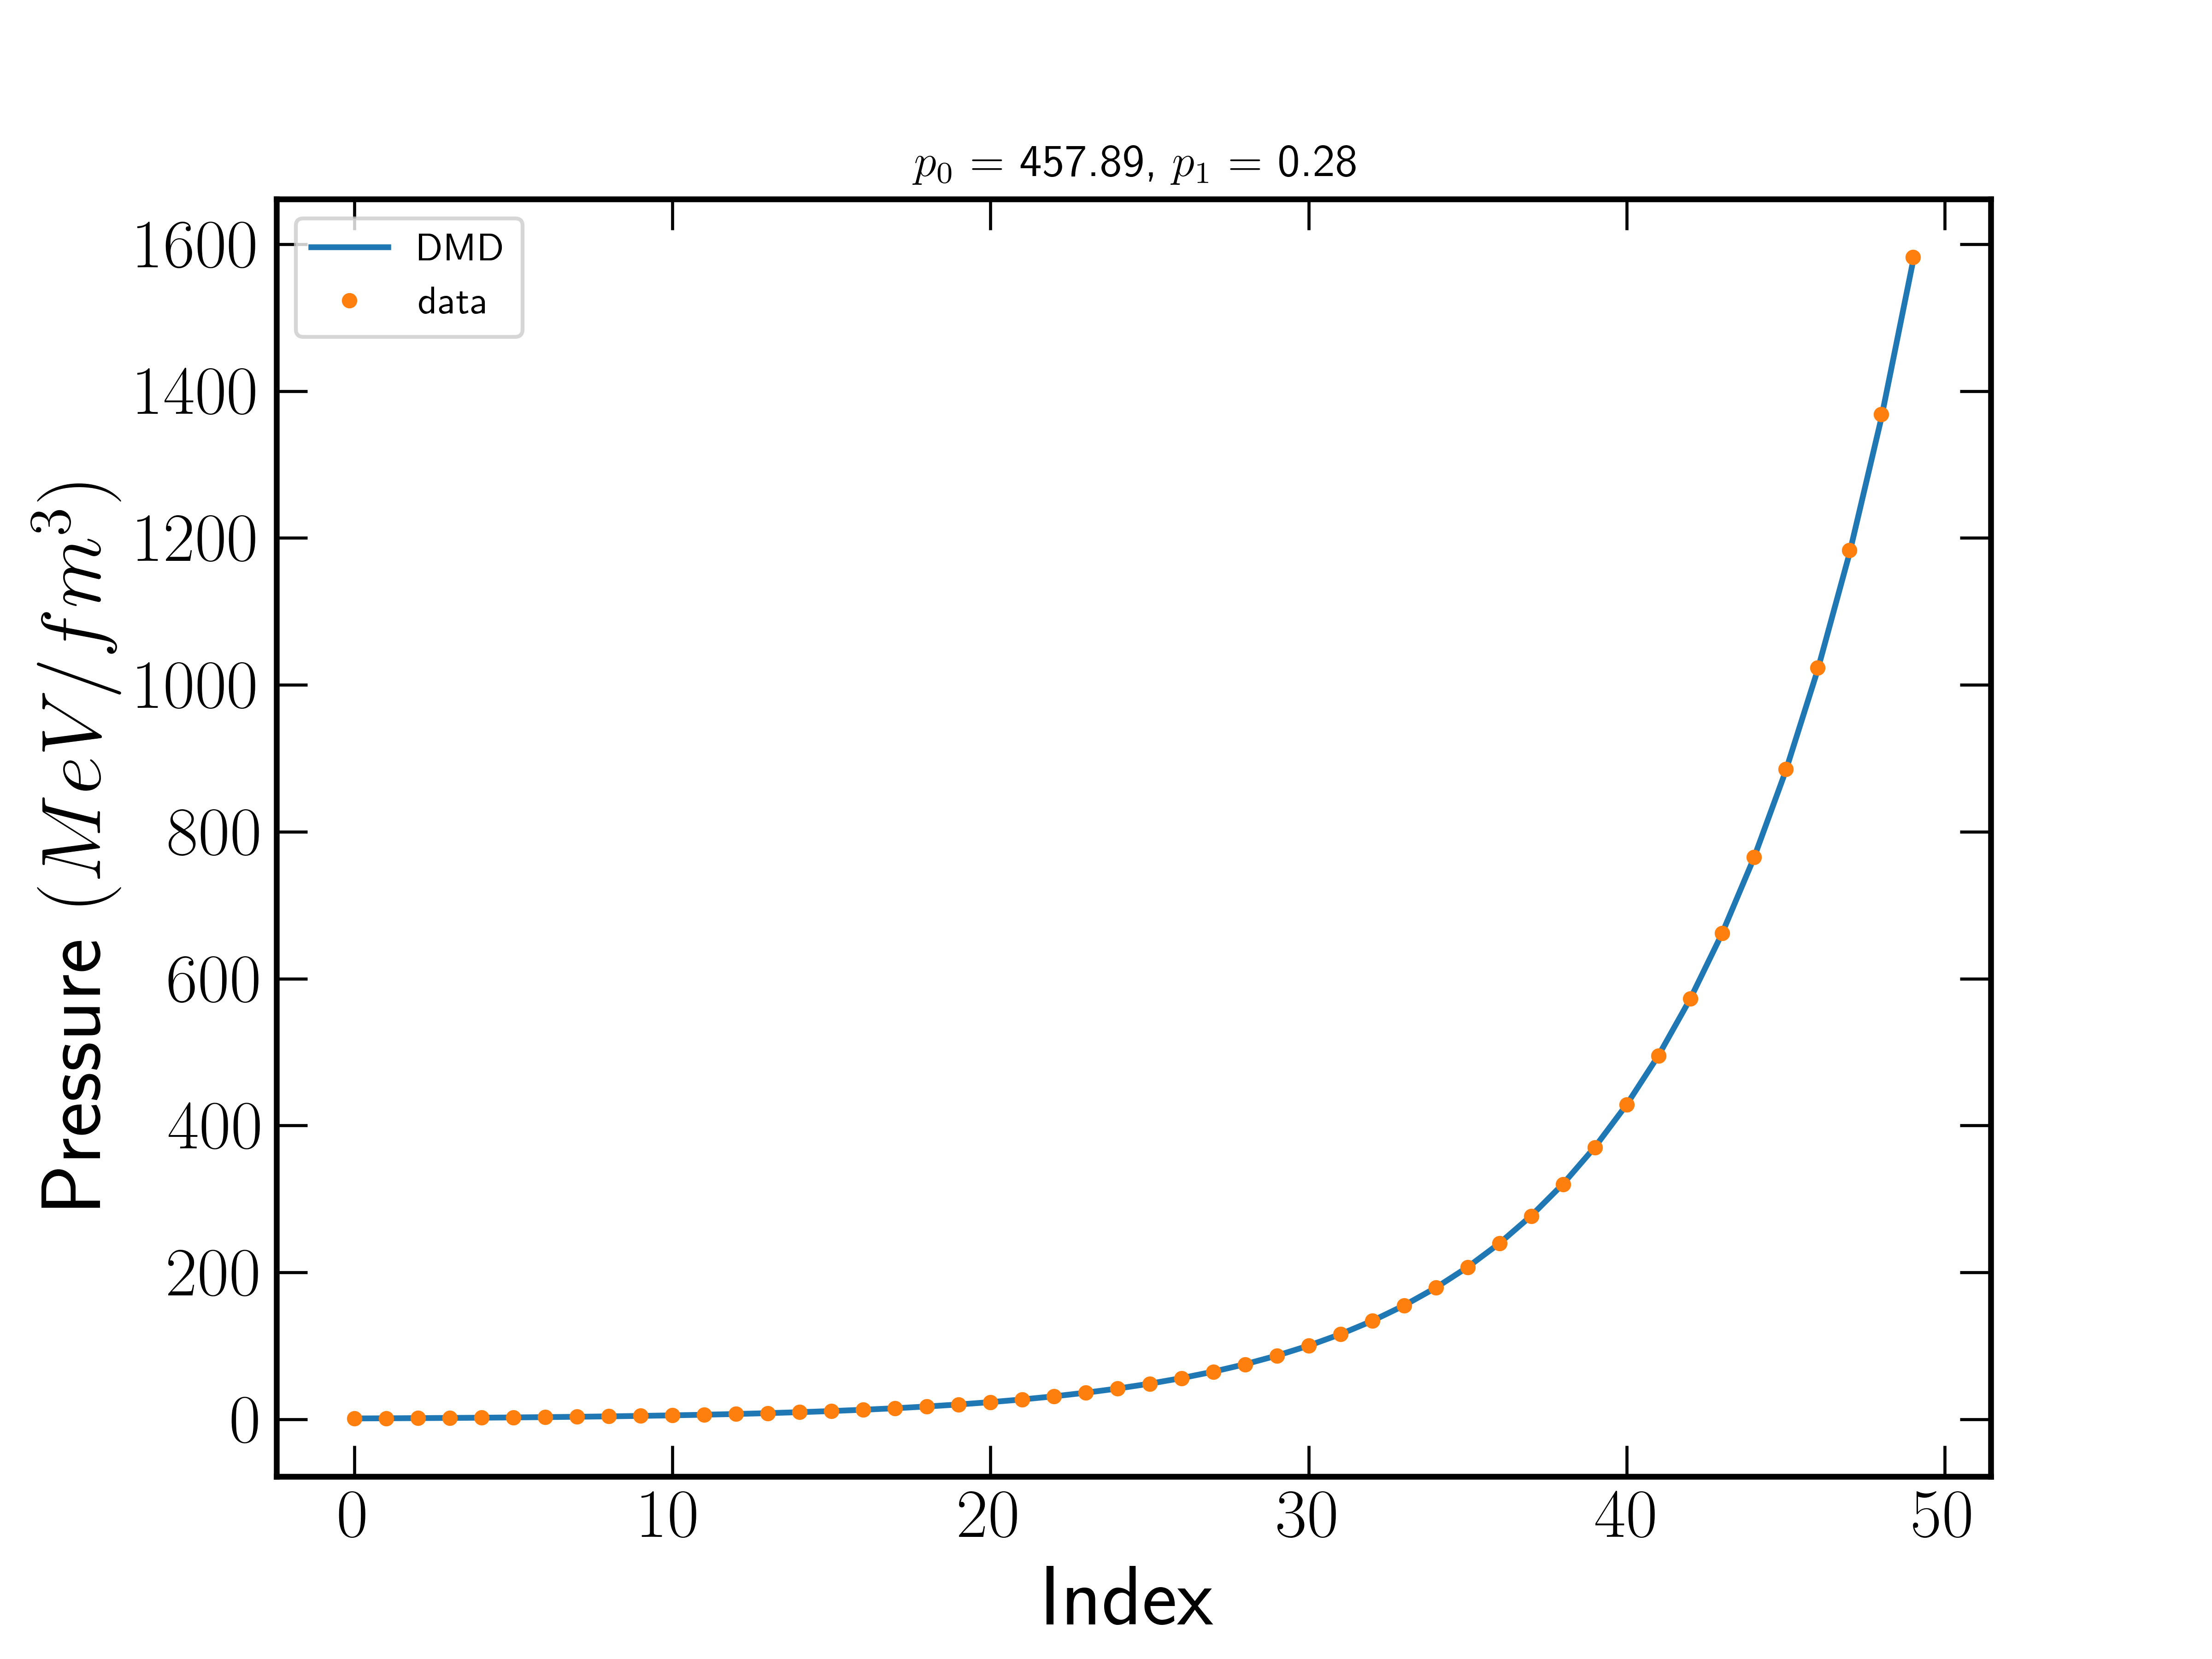 p₀ = 457.89, p₁ = 0.28
DMD
data
1600
1400
1200
1000
800
600
400
200
0
Pressure (MeV/fm³)
0 10 20 30 40 50
Index